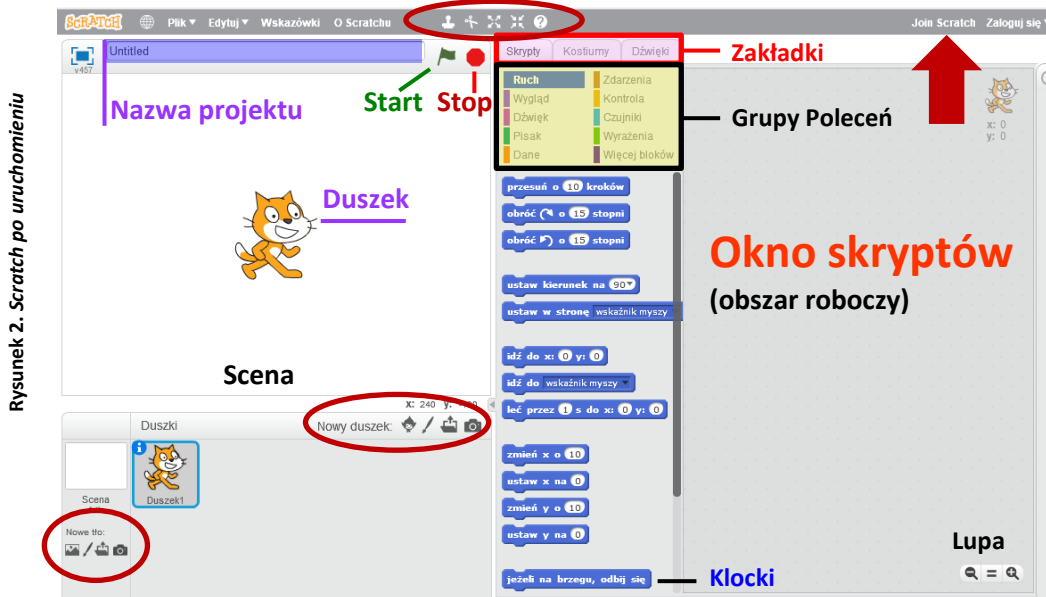 Rysunek 2. Scratch po uruchomieniu
SCRATCH Plik Edytuj Wskazówki O Scratchu Join Scratch Zaloguj się
v457
Untitled
Nazwa projektu
Start
Stop
Skrypty Kostiumy Dźwięki
Zakładki
Ruch Zdarzenia
Wygląd Kontrola
Dźwięk Czujniki
Pisak Wyrażenia
Dane Więcej bloków
Grupy Poleceń
x: 0
y: 0
Duszek
Scena
x: 240 y:
przesuń o 10 kroków
obróć o 15 stopni
obróć o 15 stopni
ustaw kierunek na 90
ustaw w stronę wskaźnik myszy
idź do x: 0 y: 0
idź do wskaźnik myszy
leć przez 1 s do x: 0 y: 0
zmień x o 10
ustaw x na 0
zmień y o 10
ustaw y na 0
jeżeli na brzegu, odbij się
Klocki
Okno skryptów
(obszar roboczy)
Lupa
Duszki
Nowy duszek:
Scena
Duszek1
Nowe tło: